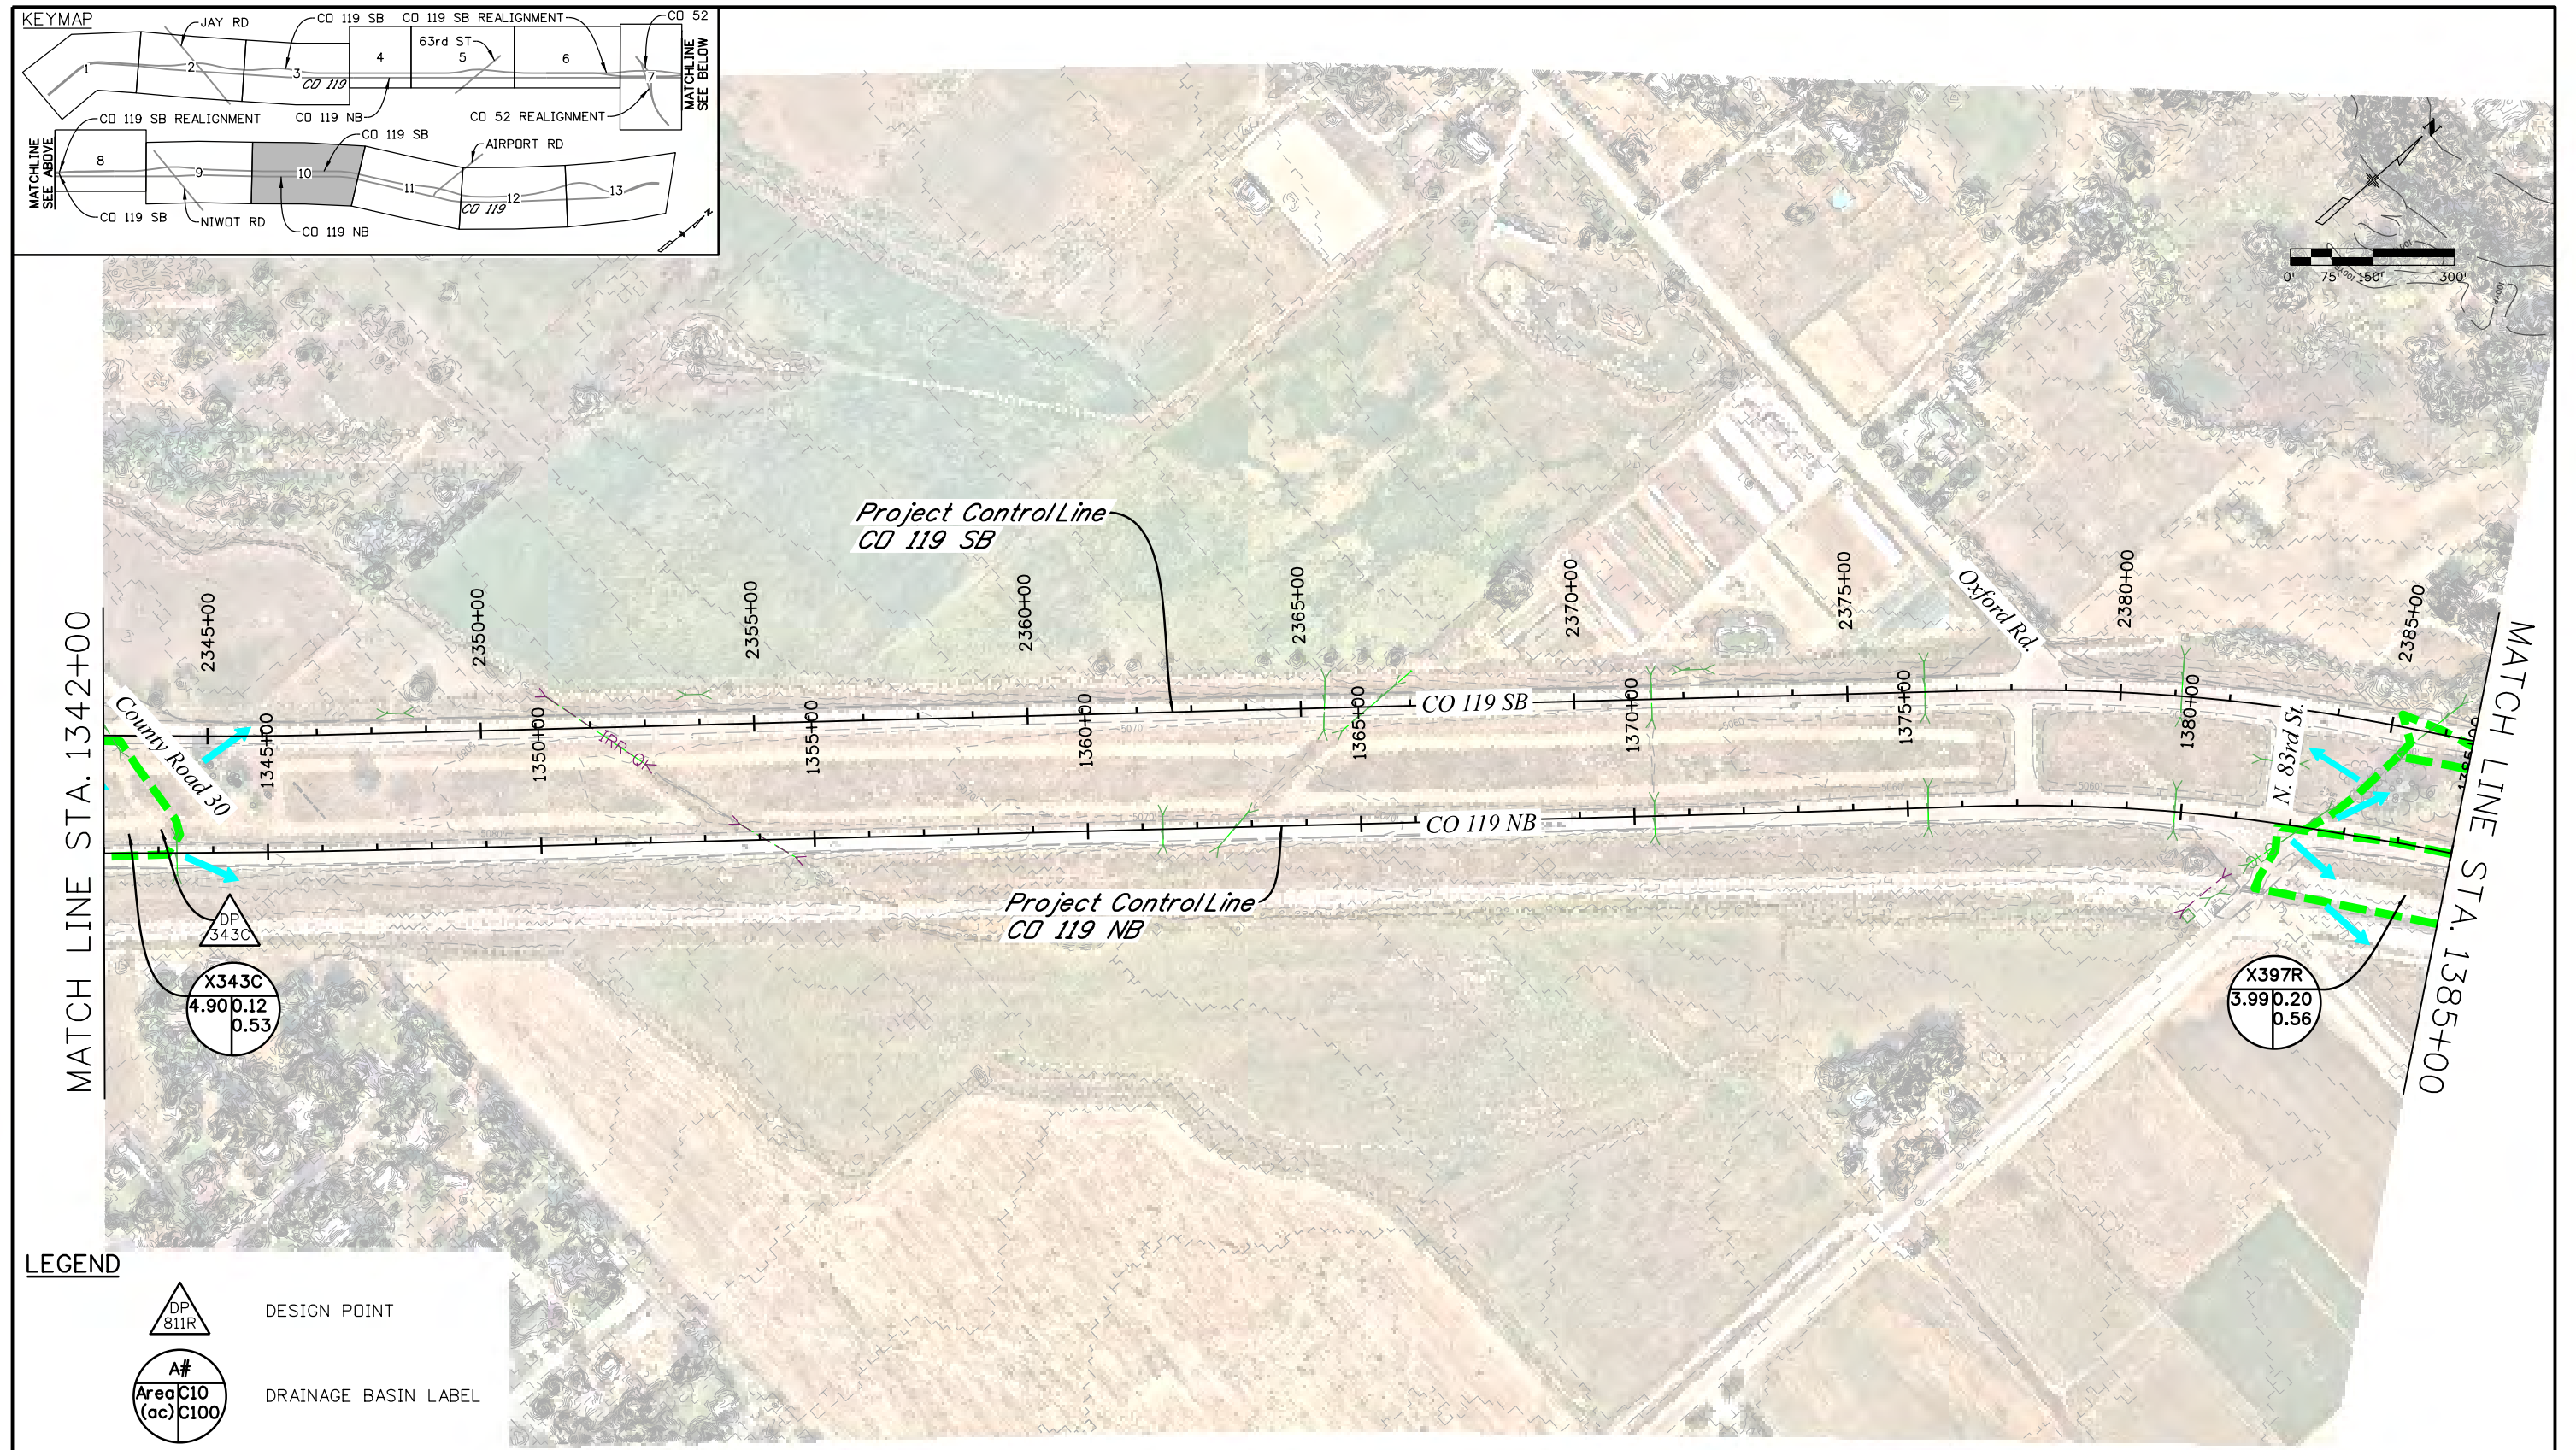 KEYMAP
JAY RD
CO 119 SB
CO 119 SB REALIGNMENT
CO 52
63rd ST
1
2
3
4
5
6
7
CO 119
MATCHLINE
SEE BELOW
CO 119 SB REALIGNMENT
CO 119 NB
CO 52 REALIGNMENT
CO 119 SB
AIRPORT RD
MATCHLINE
SEE ABOVE
8
9
10
11
12
13
CO 119
CO 119 SB
NIWOT RD
CO 119 NB
N
N
0' 75' 150' 300'
100YR
Project Control Line
CO 119 SB
Oxford Rd.
2345+00
2350+00
2355+00
2360+00
2365+00
2370+00
2375+00
2380+00
2385+00
MATCH LINE STA. 1342+00
County Road 30
1345+00
1350+00
1355+00
1360+00
1365+00
1370+00
1375+00
1380+00
IRR OK
5070
5060
CO 119 SB
N. 83rd St.
CO 119 NB
5070
5060
MATCH LINE STA. 1385+00
Project Control Line
CO 119 NB
DP
343C
X343C
4.90 0.12
0.53
X397R
3.99 0.20
0.56
LEGEND
DP
811R
DESIGN POINT
A#
Area C10
(ac) C100
DRAINAGE BASIN LABEL